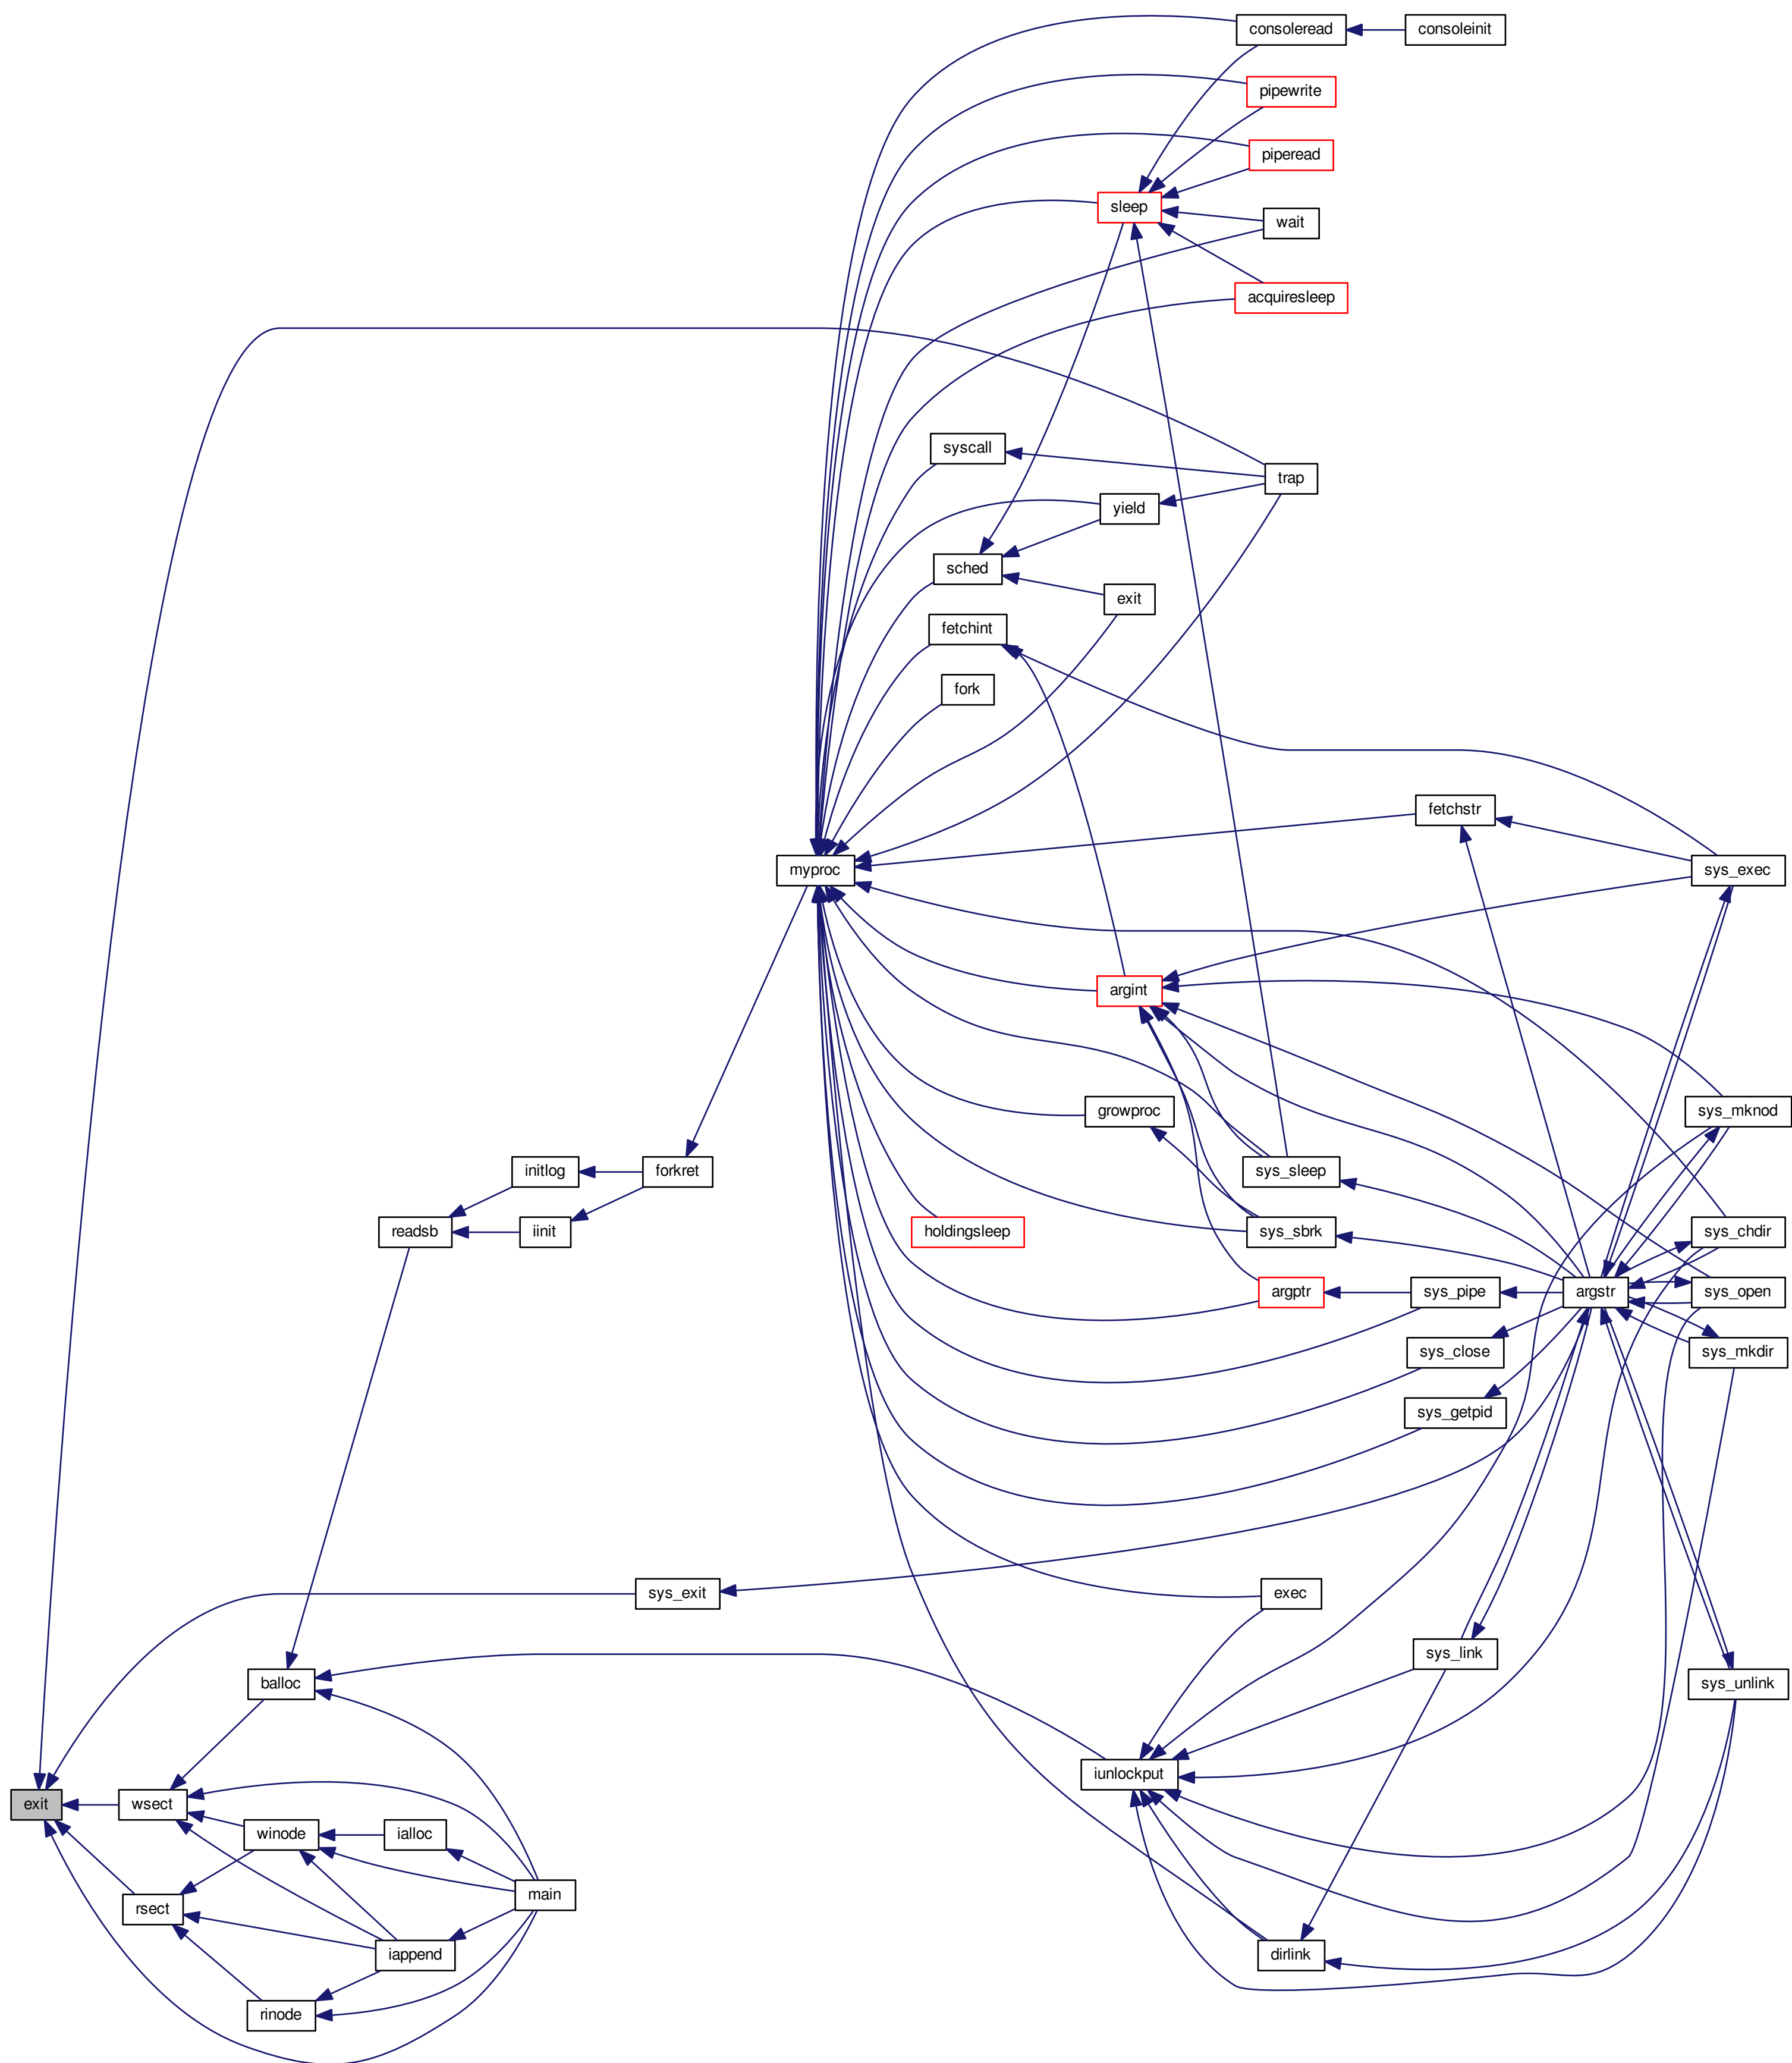 consoleread
consoleinit
pipewrite
piperead
sleep
wait
acquiresleep
syscall
trap
yield
sched
exit
fetchint
fork
fetchstr
myproc
sys_exec
argint
growproc
sys_mknod
initlog
forkret
sys_sleep
readsb
iinit
holdingsleep
sys_sbrk
sys_chdir
argptr
sys_pipe
argstr
sys_open
sys_close
sys_mkdir
sys_getpid
sys_exit
exec
sys_link
balloc
sys_unlink
iunlockput
exit
wsect
winode
ialloc
main
rsect
iappend
dirlink
rinode